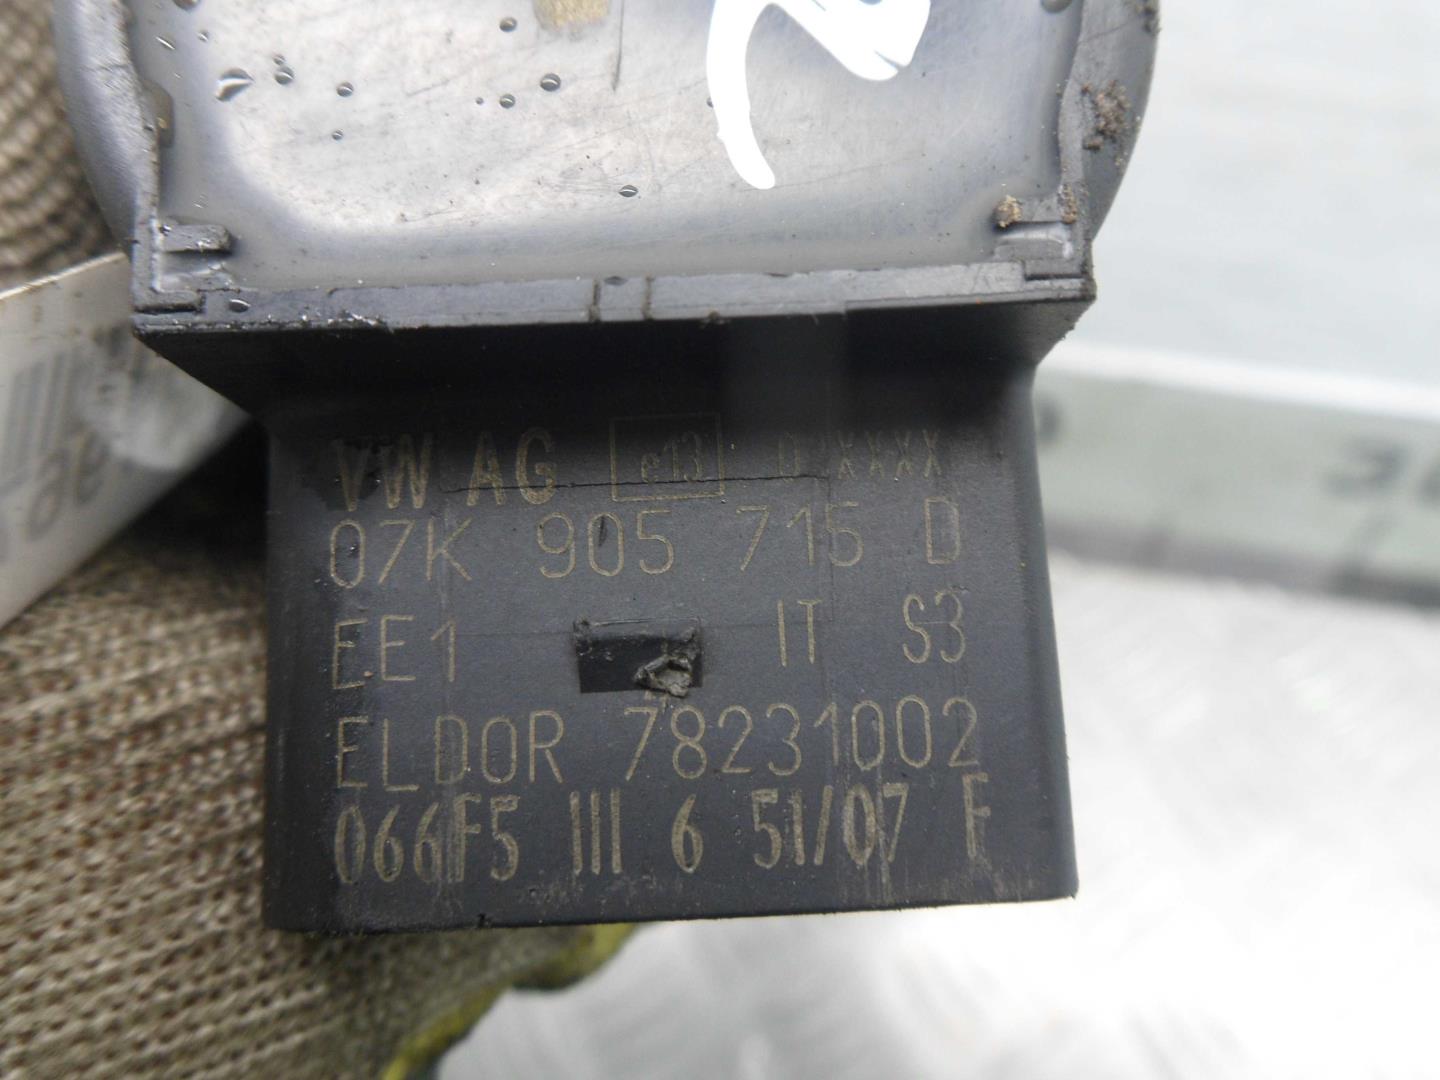 VW AG e13 0 XXXX
07K 905 715 D
EE1 IT S3
ELDOR 78231002
066F5 III 6 51/07 F